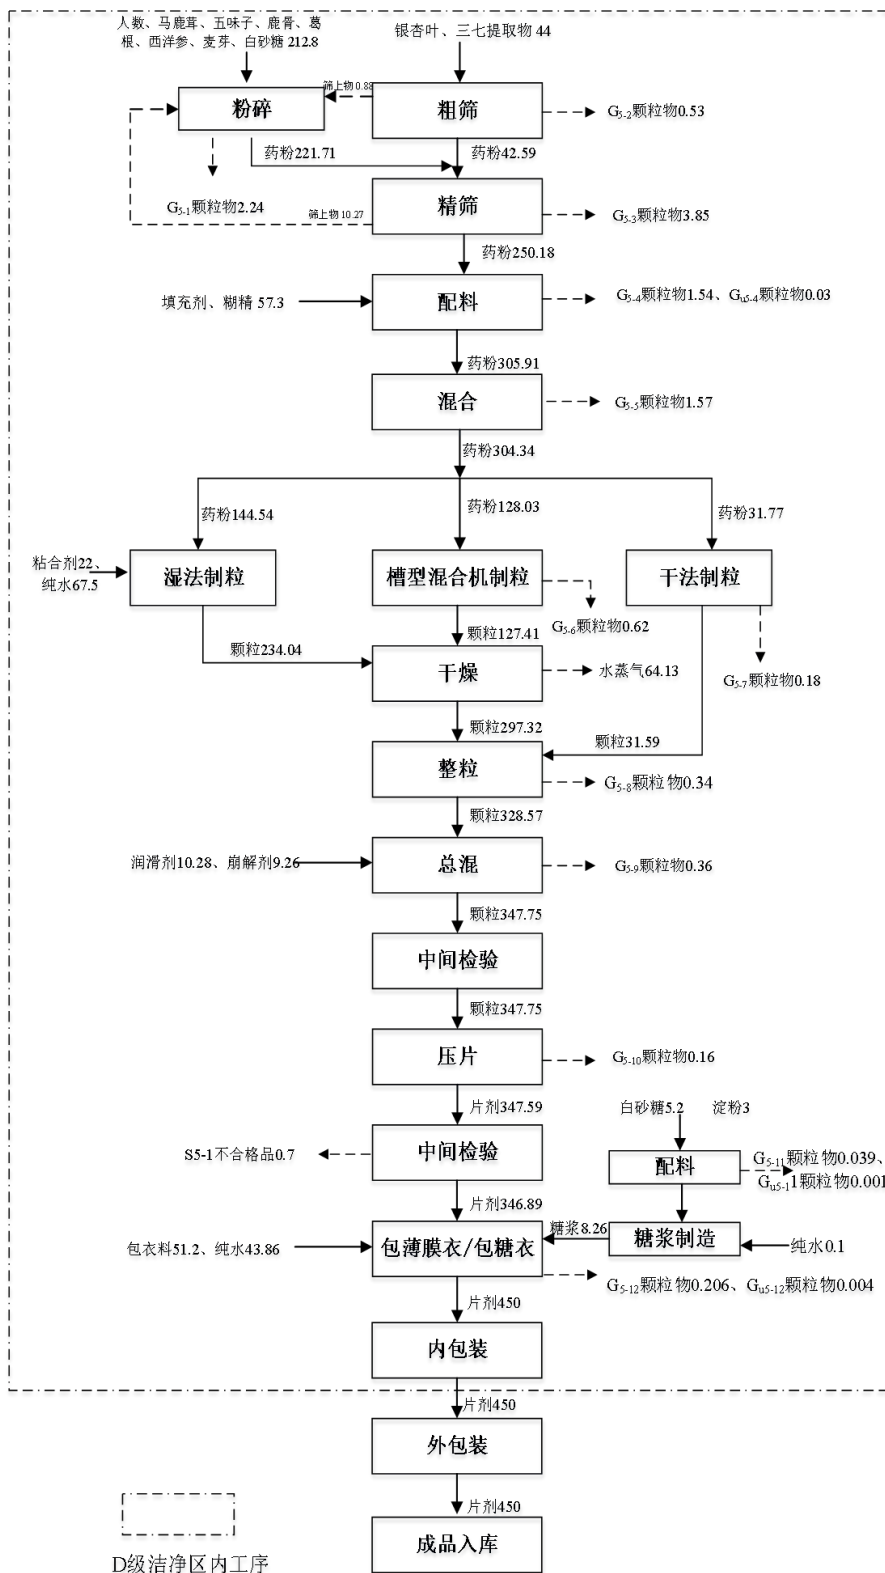 人数、马鹿茸、五味子、鹿骨、葛
根、西洋参、麦芽、白砂糖 212.8
银杏叶、三七提取物 44
筛上物 0.88
粉碎
粗筛
G5-2颗粒物0.53
药粉221.71
药粉42.59
G5-1颗粒物2.24
筛上物 10.27
精筛
G5-3颗粒物3.85
药粉250.18
填充剂、糊精 57.3
配料
G5-4颗粒物1.54、Gu5-4颗粒物0.03
药粉305.91
混合
G5-5颗粒物1.57
药粉304.34
药粉144.54
药粉128.03
药粉31.77
粘合剂22、
纯水67.5
湿法制粒
槽型混合机制粒
干法制粒
G5-6颗粒物0.62
颗粒127.41
颗粒234.04
干燥
水蒸气64.13
G5-7颗粒物0.18
颗粒297.32
颗粒31.59
整粒
G5-8颗粒物0.34
颗粒328.57
润滑剂10.28、崩解剂9.26
总混
G5-9颗粒物0.36
颗粒347.75
中间检验
颗粒347.75
压片
G5-10颗粒物0.16
片剂347.59
白砂糖5.2 淀粉3
S5-1不合格品0.7
中间检验
配料
G5-11颗粒物0.039、
Gu5-11颗粒物0.001
片剂346.89
糖浆8.26
糖浆制造
纯水0.1
包衣料51.2、纯水43.86
包薄膜衣/包糖衣
G5-12颗粒物0.206、Gu5-12颗粒物0.004
片剂450
内包装
片剂450
外包装
片剂450
成品入库
D级洁净区内工序